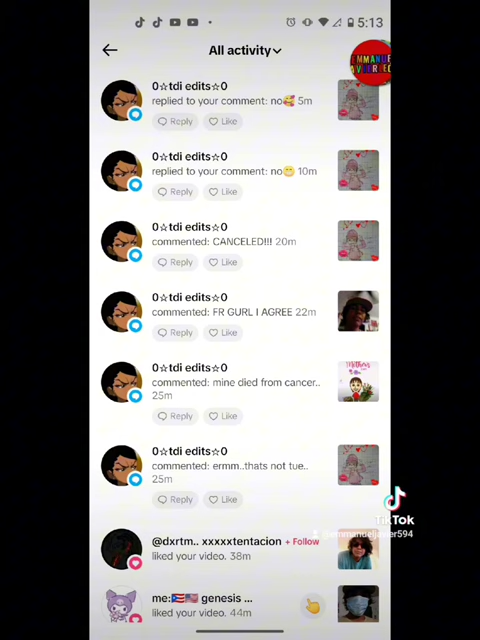 5:13
All activity
EMMANUEL
0☆tdi edits☆0
replied to your comment: no🥰 5m
Reply Like
0☆tdi edits☆0
replied to your comment: no😁 10m
Reply Like
0☆tdi edits☆0
commented: CANCELED!!! 20m
Reply Like
0☆tdi edits☆0
commented: FR GURL I AGREE 22m
Reply Like
0☆tdi edits☆0
commented: mine died from cancer..
25m
Reply Like
0☆tdi edits☆0
commented: ermm..thats not tue..
25m
Reply Like
TikTok
@emmanueljavier594
@dxrtm.. xxxxxtentacion + Follow
liked your video. 38m
me:🇵🇷🇺🇸 genesis ...
liked your video. 44m